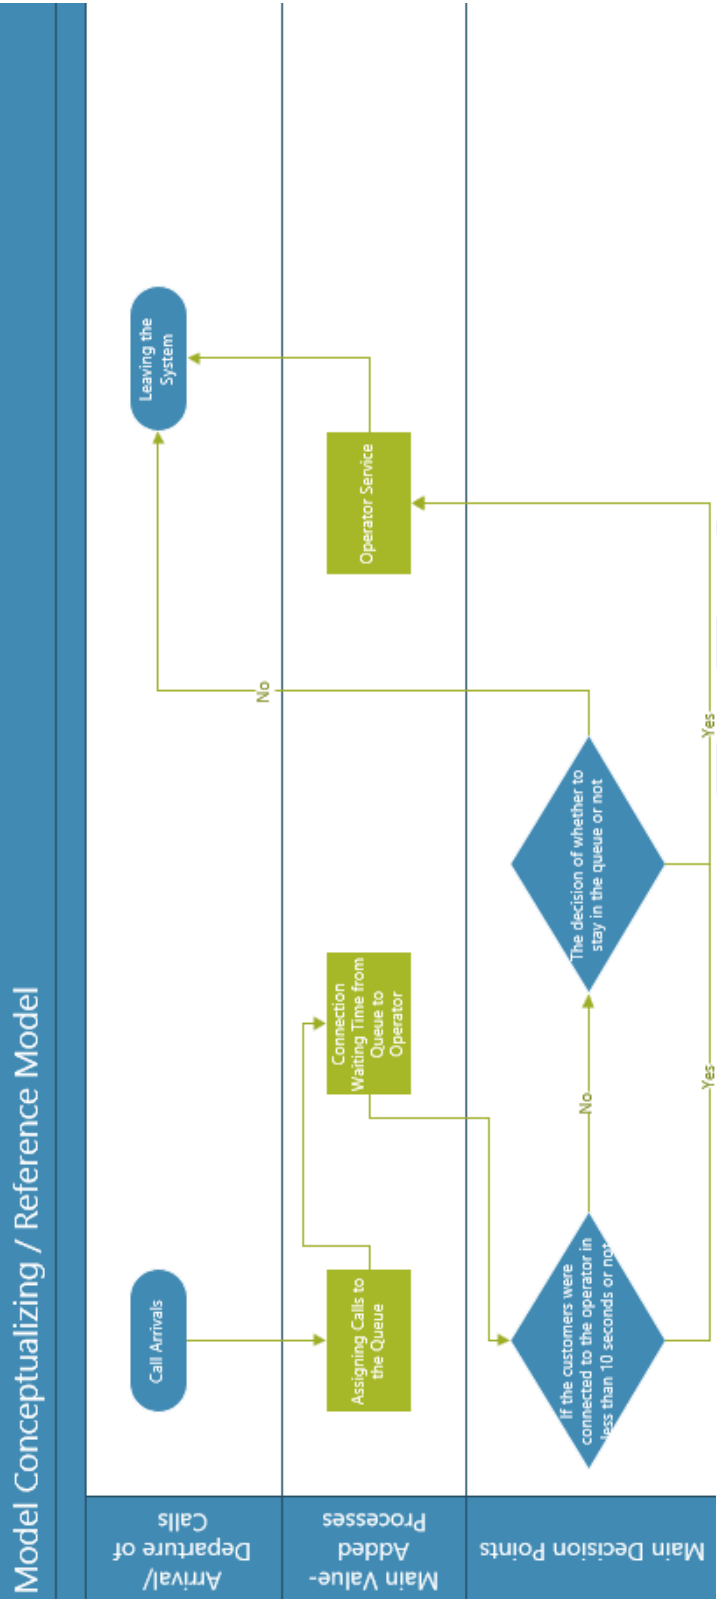 Model Conceptualizing / Reference Model
Arrival/
Departure of
Calls
Call Arrivals
Leaving the
System
No
Main Value-
Added
Processes
Assigning Calls to
the Queue
Connection
Waiting Time from
Queue to
Operator
Operator Service
Main Decision Points
If the customers were
connected to the operator in
less than 10 seconds or not
No
The decision of whether to
stay in the queue or not
Yes
Yes